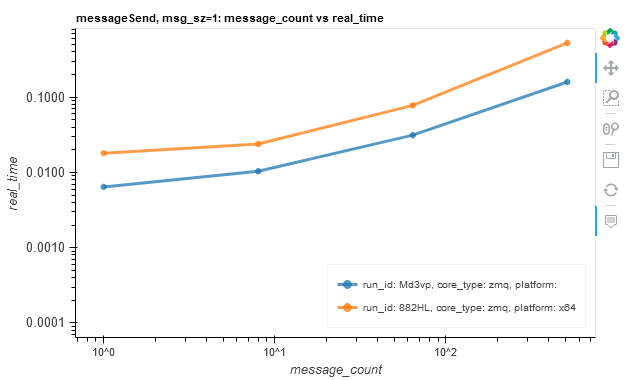 messageSend, msg_sz=1: message_count vs real_time
0.1000
0.0100
0.0010
0.0001
real_time
10^0
10^1
10^2
message_count
run_id: Md3vp, core_type: zmq, platform:
run_id: 882HL, core_type: zmq, platform: x64